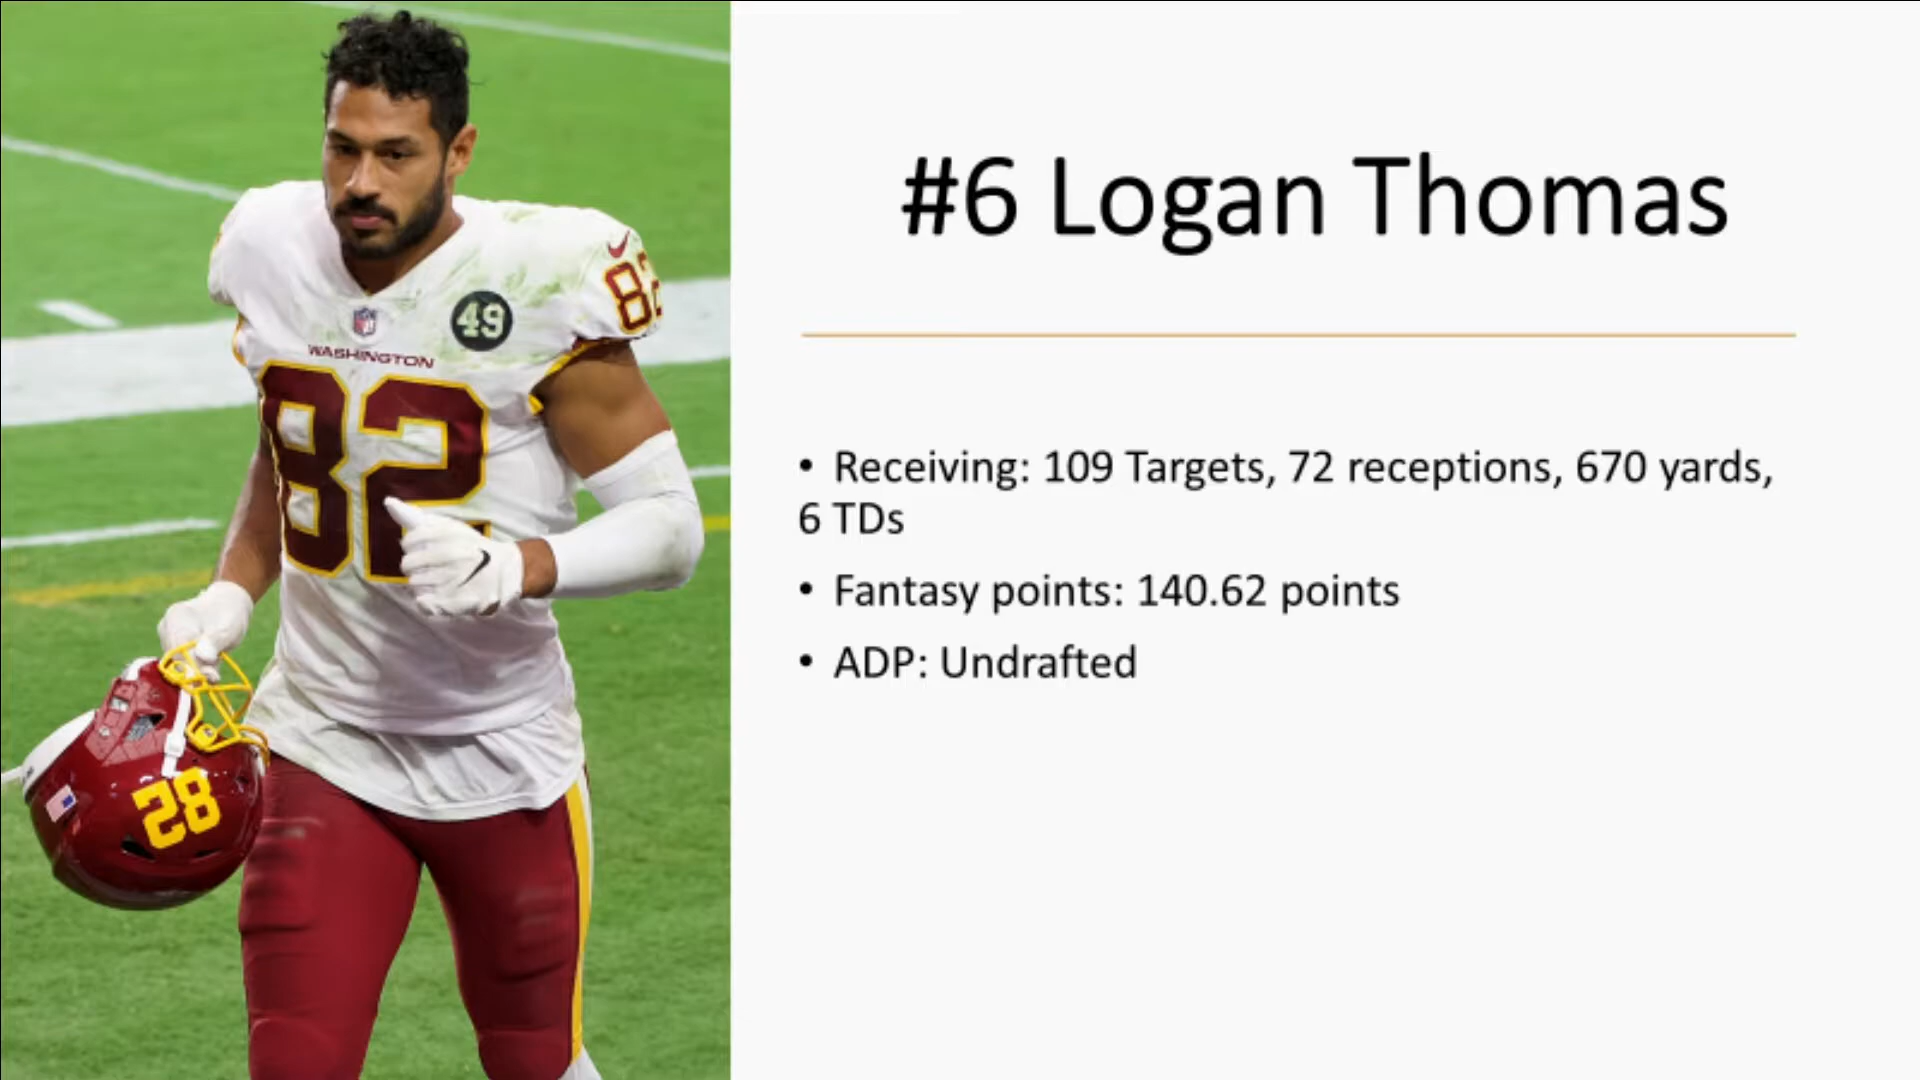 #6 Logan Thomas
• Receiving: 109 Targets, 72 receptions, 670 yards,
6 TDs
• Fantasy points: 140.62 points
• ADP: Undrafted
82
49
WASHINGTON
82
28